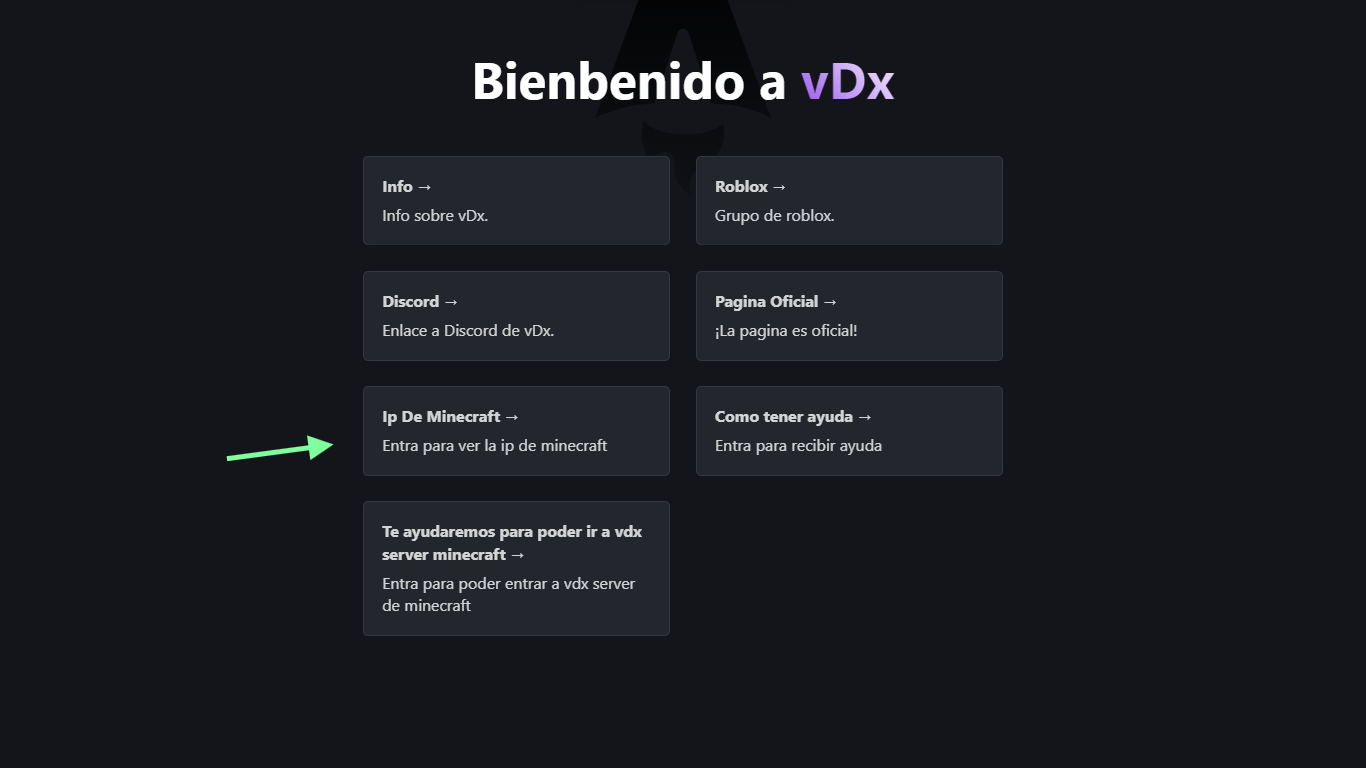 Bienbenido a vDx
Info →
Info sobre vDx.
Roblox →
Grupo de roblox.
Discord →
Enlace a Discord de vDx.
Pagina Oficial →
¡La pagina es oficial!
Ip De Minecraft →
Entra para ver la ip de minecraft
Como tener ayuda →
Entra para recibir ayuda
Te ayudaremos para poder ir a vdx
server minecraft →
Entra para poder entrar a vdx server
de minecraft